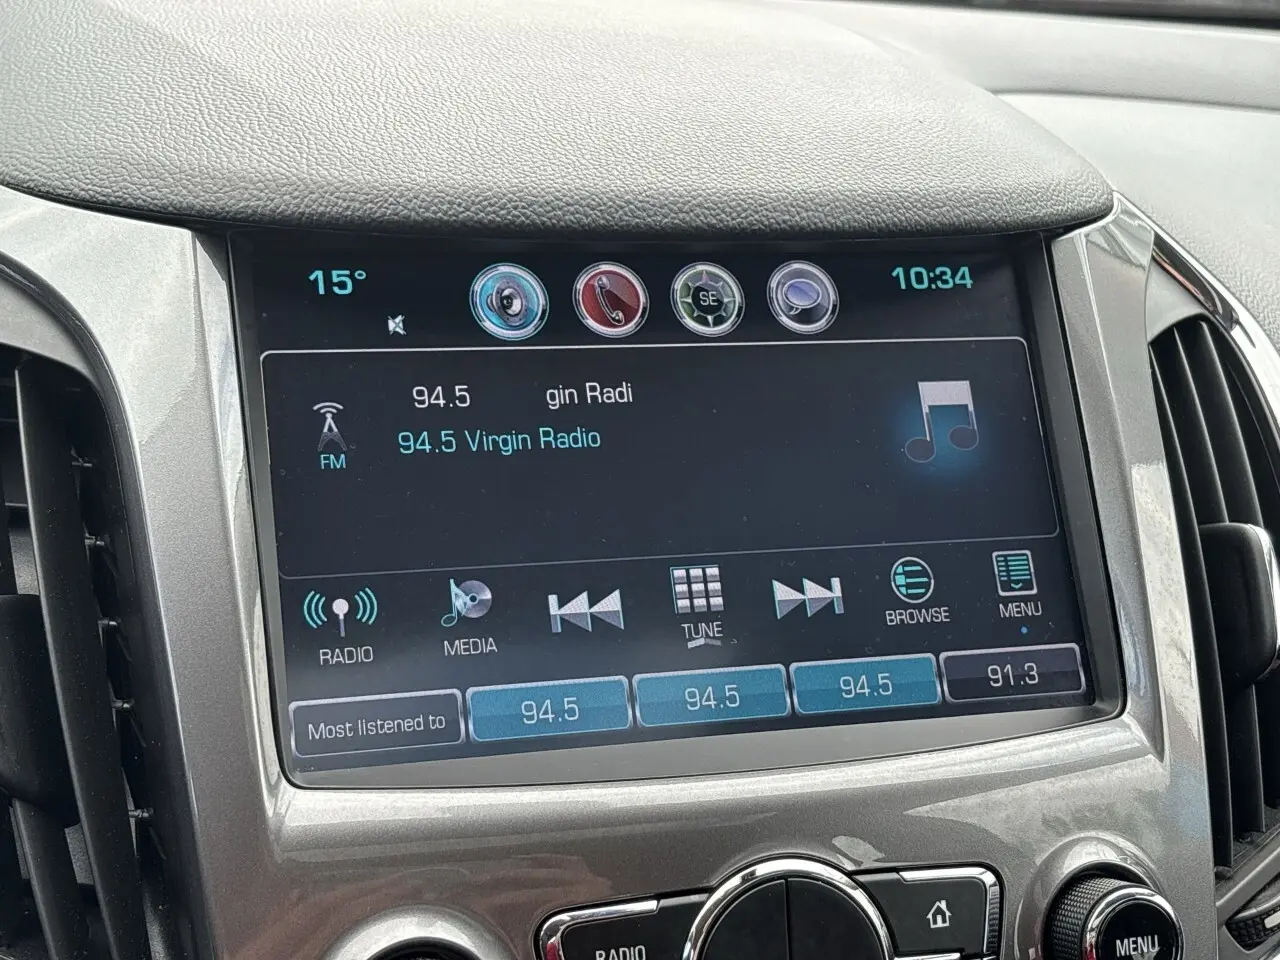 15°
SE
10:34
94.5 gin Radi
FM
94.5 Virgin Radio
RADIO
MEDIA
TUNE
BROWSE
MENU
Most listened to
94.5
94.5
94.5
91.3
RADIO
MENU